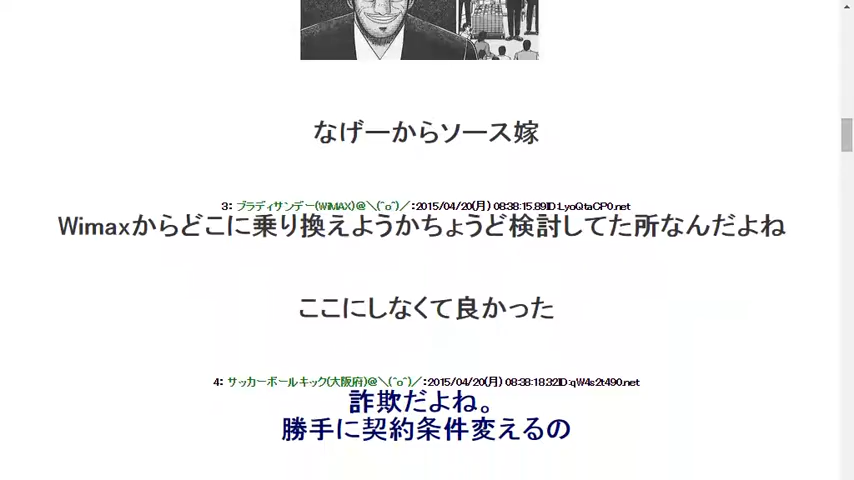 なげーからソース嫁
3: ブラディサンデー(WiMAX)@＼(^o^)／:2015/04/20(月) 08:38:15.89ID:LyoQtaCP0.net
Wimaxからどこに乗り換えようかちょうど検討してた所なんだよね
ここにしなくて良かった
4: サッカーボールキック(大阪府)@＼(^o^)／:2015/04/20(月) 08:38:18.32ID:qW4s2t490.net
詐欺だよね。
勝手に契約条件変えるの